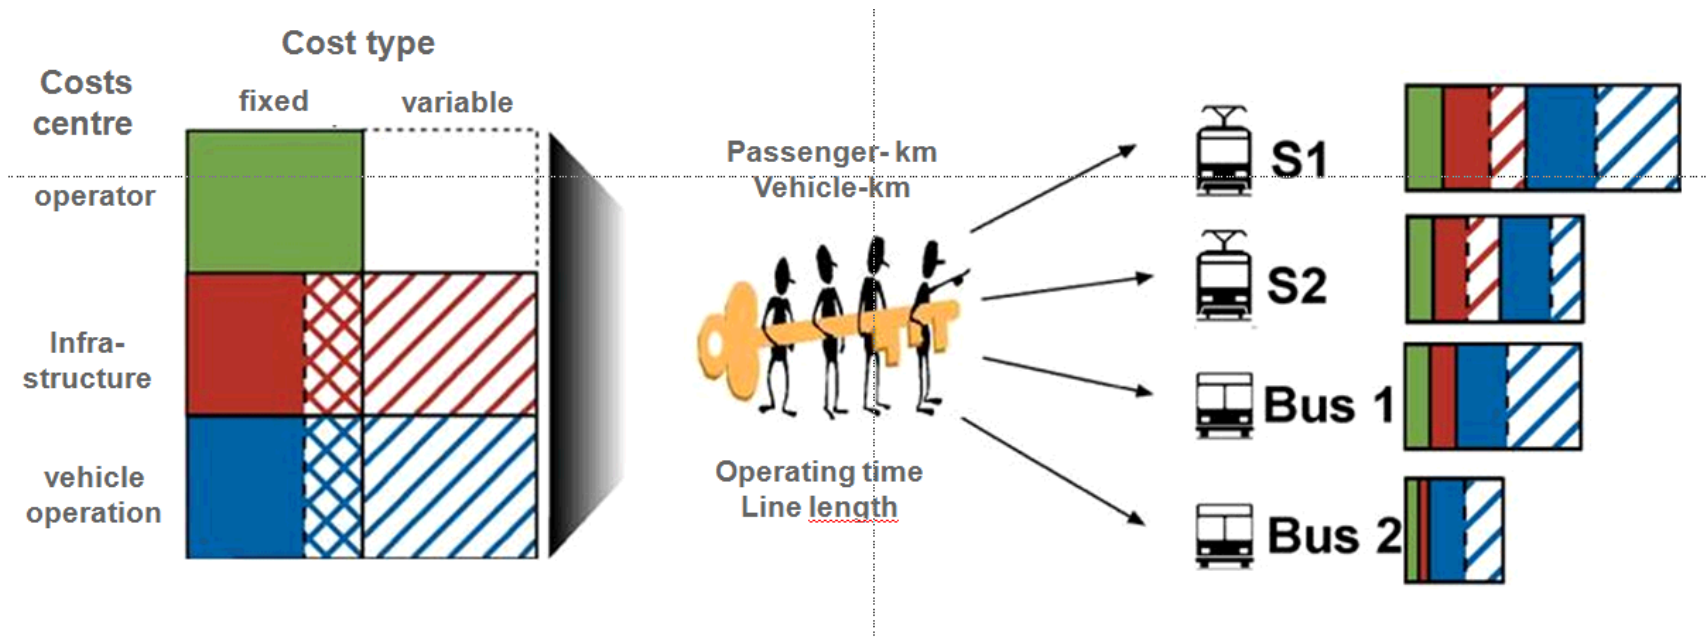 Cost type
Costs
centre
fixed
variable
operator
Infra-
structure
vehicle
operation
Passenger- km
Vehicle-km
Operating time
Line length
S1
S2
Bus 1
Bus 2